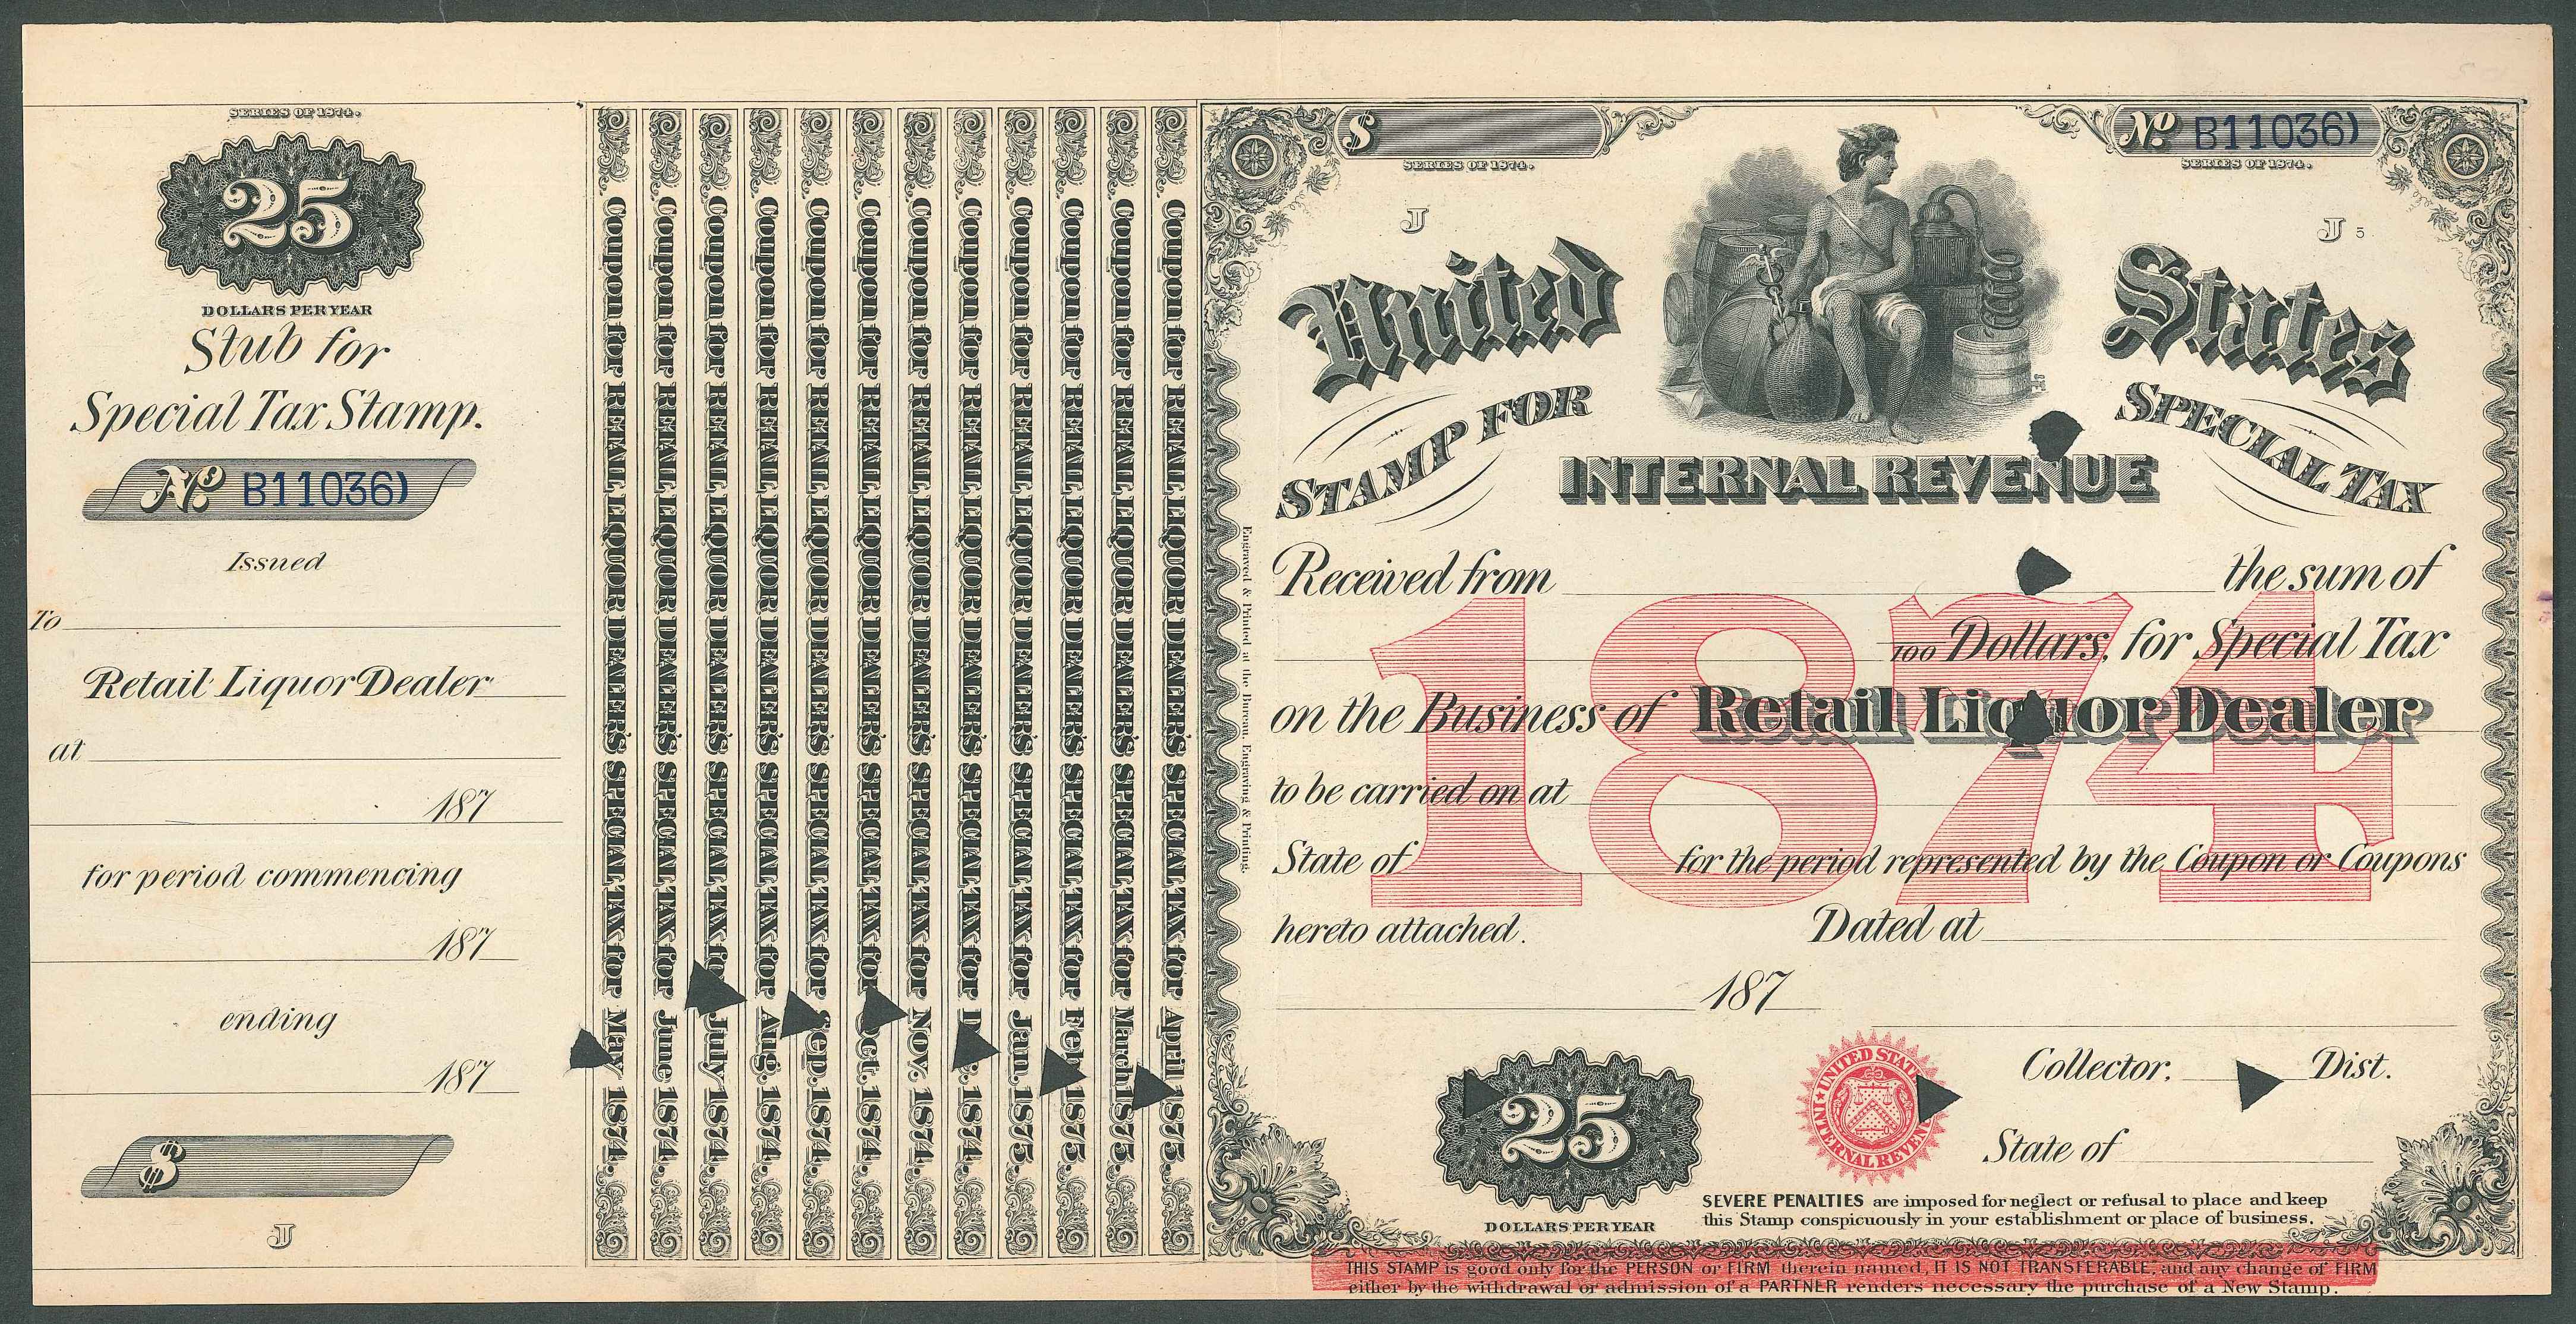 SERIES OF 1874.
25
DOLLARS PER YEAR
Stub for
Special Tax Stamp.
No. B11036)
Issued
To
Retail Liquor Dealer
at
187
for period commencing
187
ending
187
$
J
Coupon for RETAIL LIQUOR DEALER'S SPECIAL TAX for May 1874.
Coupon for RETAIL LIQUOR DEALER'S SPECIAL TAX for June 1874.
Coupon for RETAIL LIQUOR DEALER'S SPECIAL TAX for July 1874.
Coupon for RETAIL LIQUOR DEALER'S SPECIAL TAX for Aug. 1874.
Coupon for RETAIL LIQUOR DEALER'S SPECIAL TAX for Sep. 1874.
Coupon for RETAIL LIQUOR DEALER'S SPECIAL TAX for Oct. 1874.
Coupon for RETAIL LIQUOR DEALER'S SPECIAL TAX for Nov. 1874.
Coupon for RETAIL LIQUOR DEALER'S SPECIAL TAX for Dec. 1874.
Coupon for RETAIL LIQUOR DEALER'S SPECIAL TAX for Jan. 1875.
Coupon for RETAIL LIQUOR DEALER'S SPECIAL TAX for Feb. 1875.
Coupon for RETAIL LIQUOR DEALER'S SPECIAL TAX for March 1875.
Coupon for RETAIL LIQUOR DEALER'S SPECIAL TAX for April 1875.
Engraved & Printed at the Bureau, Engraving & Printing.
$
No. B11036)
SERIES OF 1874.
SERIES OF 1874.
J
J 5
United States
STAMP FOR
INTERNAL REVENUE
SPECIAL TAX
1874
Received from the sum of
100 Dollars, for Special Tax
on the Business of Retail Liquor Dealer
to be carried on at
State of for the period represented by the Coupon or Coupons
hereto attached. Dated at
187
25
DOLLARS PER YEAR
UNITED STATES INTERNAL REVENUE
Collector, Dist.
State of
SEVERE PENALTIES are imposed for neglect or refusal to place and keep
this Stamp conspicuously in your establishment or place of business.
THIS STAMP is good only for the PERSON or FIRM therein named, IT IS NOT TRANSFERABLE, and any change of FIRM
either by the withdrawal or admission of a PARTNER renders necessary the purchase of a New Stamp.